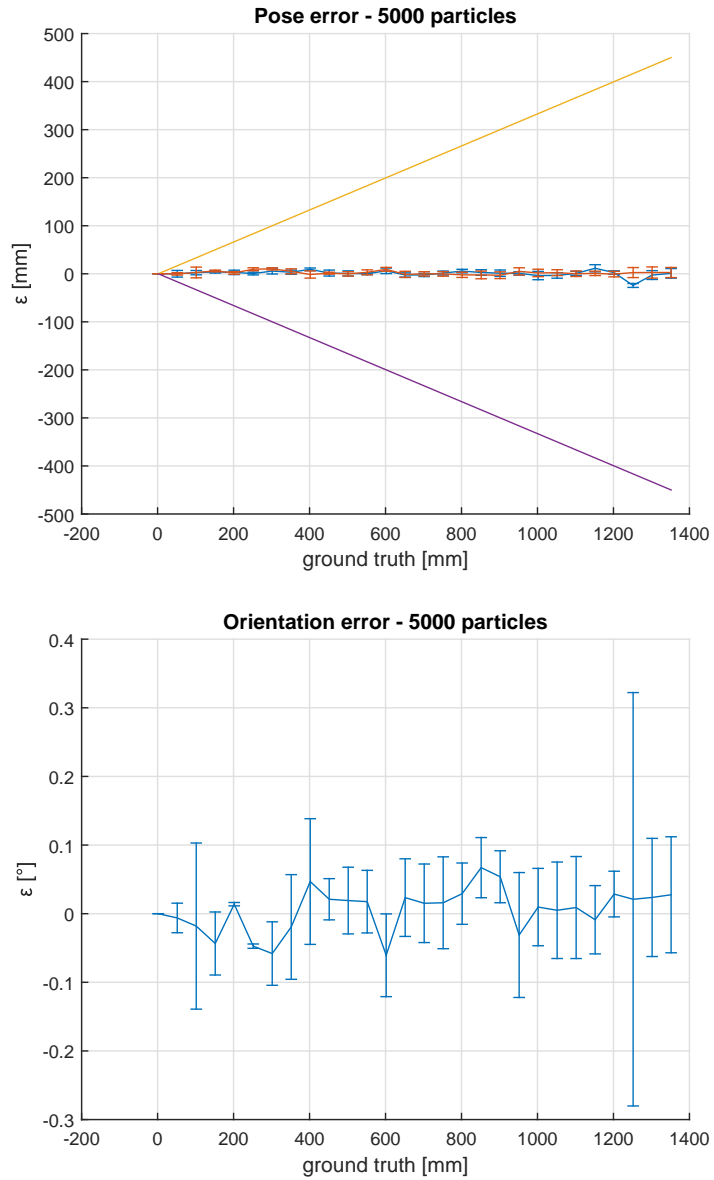 Pose error - 5000 particles
500
400
300
200
100
0
-100
-200
-300
-400
-500
ε [mm]
-200 0 200 400 600 800 1000 1200 1400
ground truth [mm]
Orientation error - 5000 particles
0.4
0.3
0.2
0.1
0
-0.1
-0.2
-0.3
ε [°]
-200 0 200 400 600 800 1000 1200 1400
ground truth [mm]